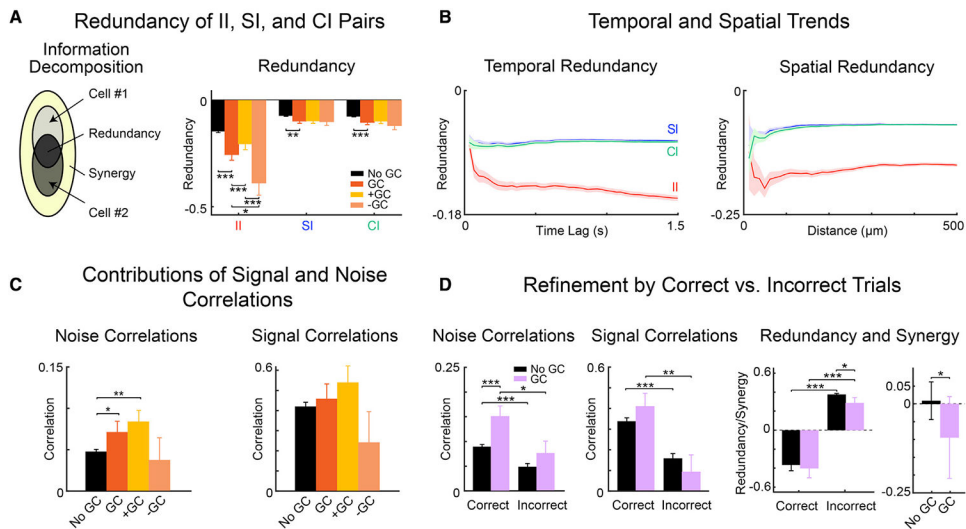 A
Redundancy of II, SI, and CI Pairs
Information
Decomposition
Cell #1
Redundancy
Synergy
Cell #2
Redundancy
0
Redundancy
-0.5
***
***
***
*
**
***
No GC
GC
+GC
-GC
II
SI
CI
B
Temporal and Spatial Trends
Temporal Redundancy
0
Redundancy
-0.18
SI
CI
II
Time Lag (s)
1.5
Spatial Redundancy
0
Redundancy
-0.25
Distance (µm)
500
C
Contributions of Signal and Noise
Correlations
Noise Correlations
0.15
Correlation
0
**
*
No GC
GC
+GC
-GC
Signal Correlations
0.6
Correlation
0
No GC
GC
+GC
-GC
D
Refinement by Correct vs. Incorrect Trials
Noise Correlations
0.25
Correlation
0
No GC
GC
***
*
***
Correct
Incorrect
Signal Correlations
0.6
Correlation
0
**
***
Correct
Incorrect
Redundancy and Synergy
0.6
Redundancy/Synergy
0
-0.6
*
***
***
Correct
Incorrect
0.05
0
-0.25
*
No GC
GC